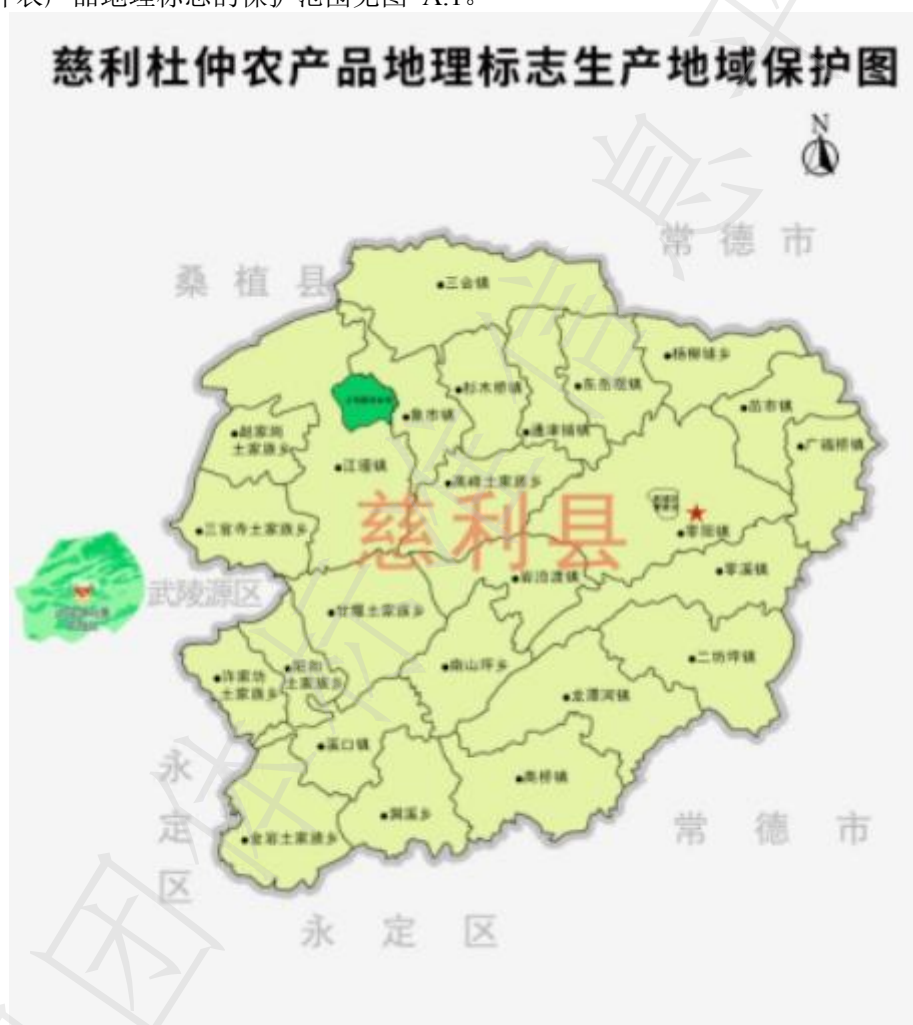 农产品地理标志的保护范围见图 A.1。
慈利杜仲农产品地理标志生产地域保护图
N
常德市
桑植县
三合镇
杨柳铺乡
杉木桥镇
东岳观镇
苗市镇
象市镇
通津铺镇
赵家岗
土家族乡
广福桥镇
江垭镇
高峰土家族乡
慈利县
三官寺土家族乡
零阳镇
零溪镇
岩泊渡镇
武陵源区
甘堰土家族乡
二坊坪镇
南山坪乡
阳和
土家族乡
许家坊
土家族乡
龙潭河镇
溪口镇
高桥镇
永定区
洞溪乡
常德市
金岩土家族乡
永定区